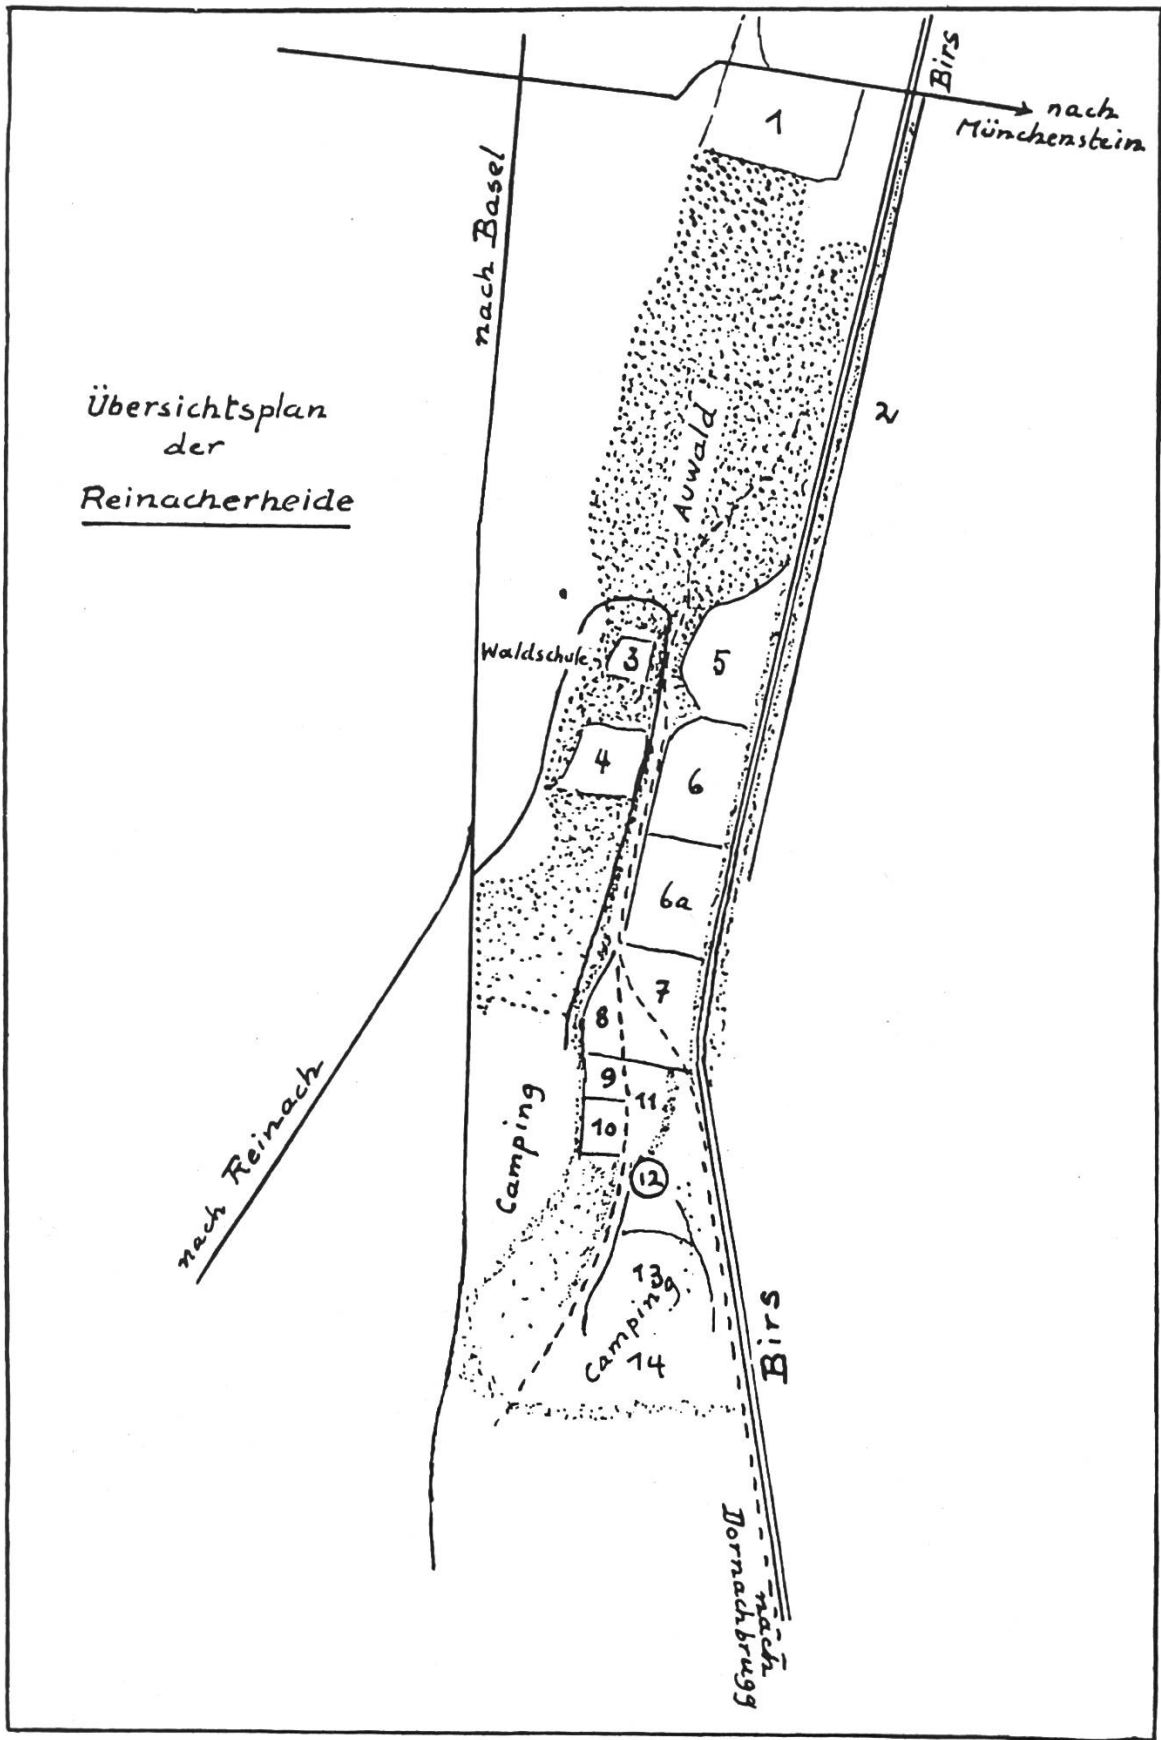 Birs
nach
Münchenstein
1
nach Basel
2
Übersichtsplan
der
Reinacherheide
Auwald
Waldschule
3
5
4
6
6a
7
8
9
11
10
Camping
nach Reinach
12
13
Camping
14
Birs
nach
Dornachbrugg